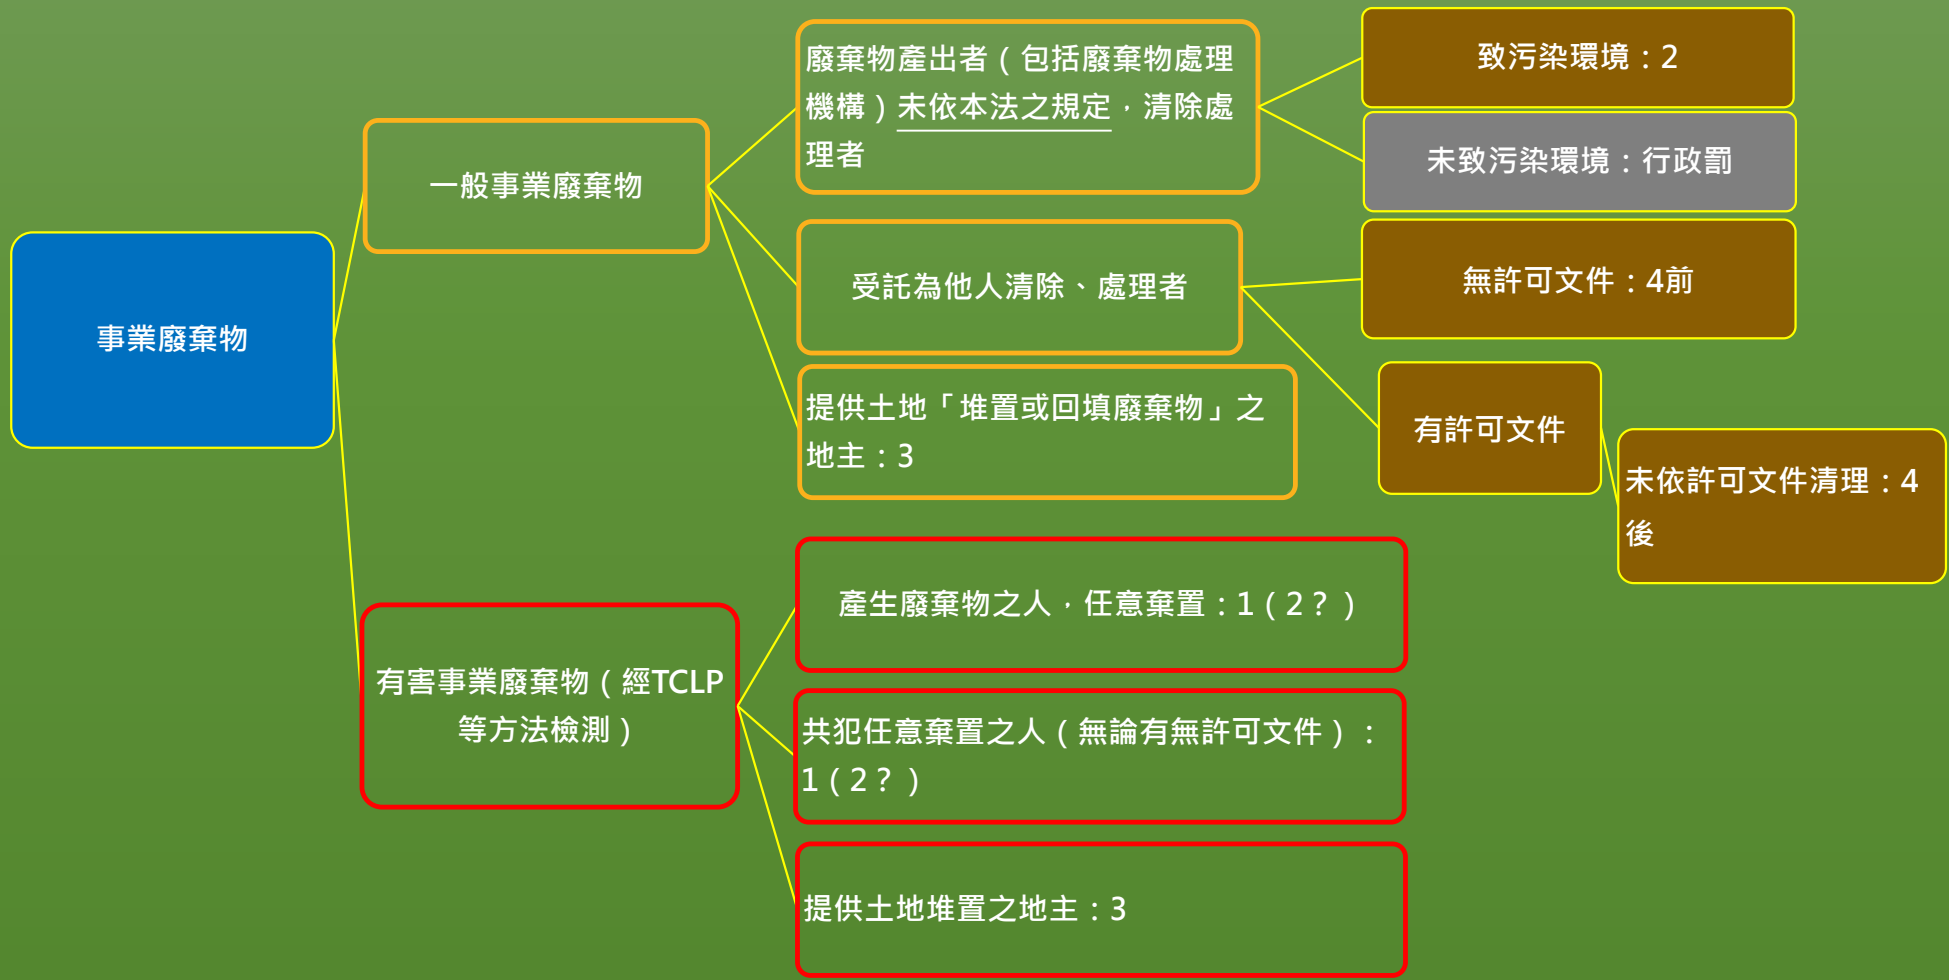 事業廢棄物
一般事業廢棄物
廢棄物產出者（包括廢棄物處理
機構）未依本法之規定，清除處
理者
致污染環境：2
未致污染環境：行政罰
受託為他人清除、處理者
無許可文件：4前
有許可文件
未依許可文件清理：4
後
提供土地「堆置或回填廢棄物」之
地主：3
有害事業廢棄物（經TCLP
等方法檢測）
產生廢棄物之人，任意棄置：1（2？）
共犯任意棄置之人（無論有無許可文件）：
1（2？）
提供土地堆置之地主：3